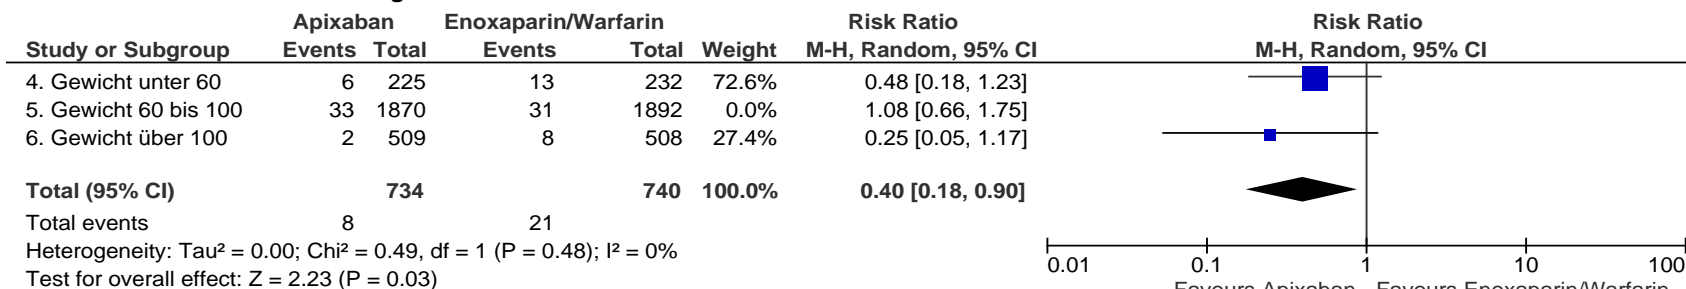 Apixaban Enoxaparin/Warfarin Risk Ratio Risk Ratio
Study or Subgroup Events Total Events Total Weight M-H, Random, 95% CI M-H, Random, 95% CI
4. Gewicht unter 60 6 225 13 232 72.6% 0.48 [0.18, 1.23]
5. Gewicht 60 bis 100 33 1870 31 1892 0.0% 1.08 [0.66, 1.75]
6. Gewicht über 100 2 509 8 508 27.4% 0.25 [0.05, 1.17]
Total (95% CI) 734 740 100.0% 0.40 [0.18, 0.90]
Total events 8 21
Heterogeneity: Tau² = 0.00; Chi² = 0.49, df = 1 (P = 0.48); I² = 0%
Test for overall effect: Z = 2.23 (P = 0.03)
0.01 0.1 1 10 100
Favours Apixaban Favours Enoxaparin/Warfarin